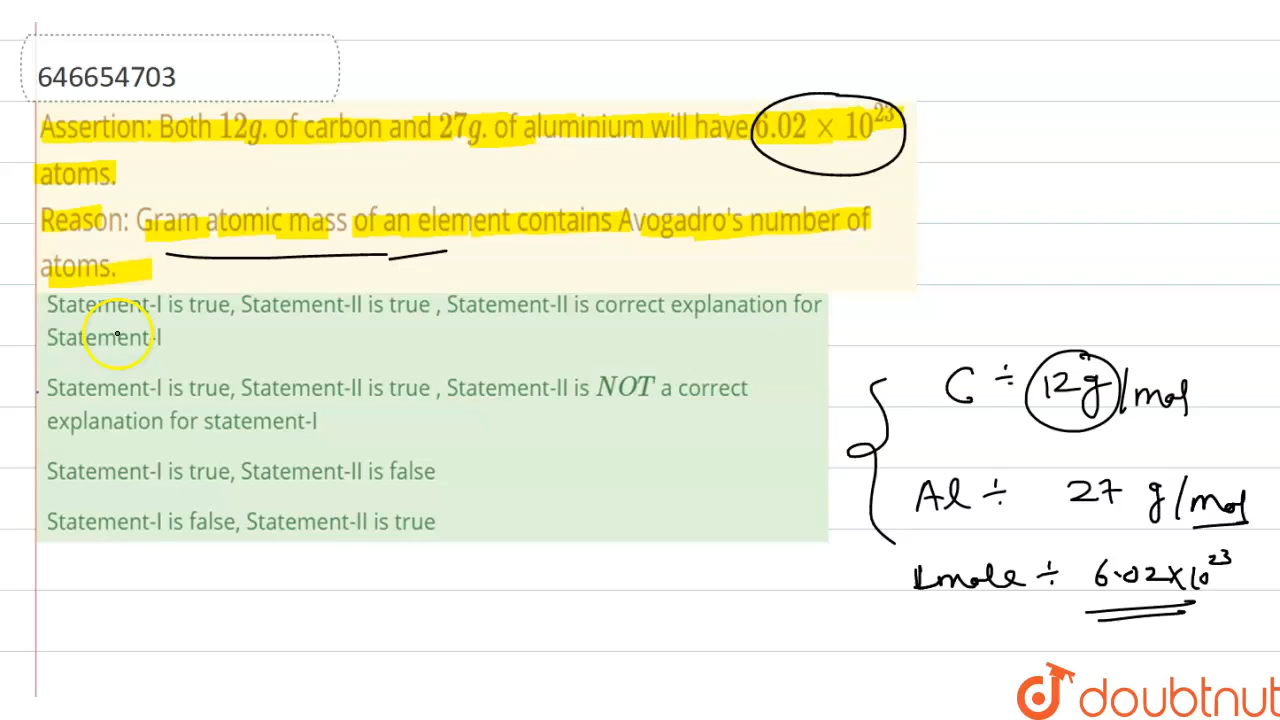 646654703
Assertion: Both 12g. of carbon and 27g. of aluminium will have 6.02 × 10^23
atoms.
Reason: Gram atomic mass of an element contains Avogadro's number of
atoms.
Statement-I is true, Statement-II is true , Statement-II is correct explanation for
Statement-I
Statement-I is true, Statement-II is true , Statement-II is NOT a correct
explanation for statement-I
Statement-I is true, Statement-II is false
Statement-I is false, Statement-II is true
C ÷ 12g/mol
Al ÷ 27 g/mol
1mole ÷ 6.02×10^23
doubtnut